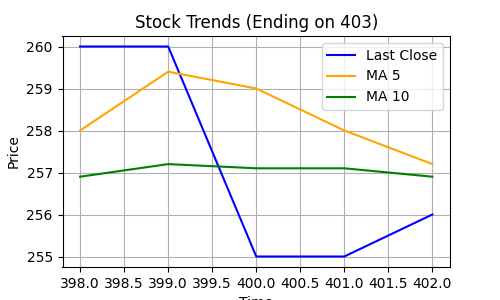 Stock Trends (Ending on 403)
Last Close
MA 5
MA 10
Price
260
259
258
257
256
255
398.0 398.5 399.0 399.5 400.0 400.5 401.0 401.5 402.0
Time